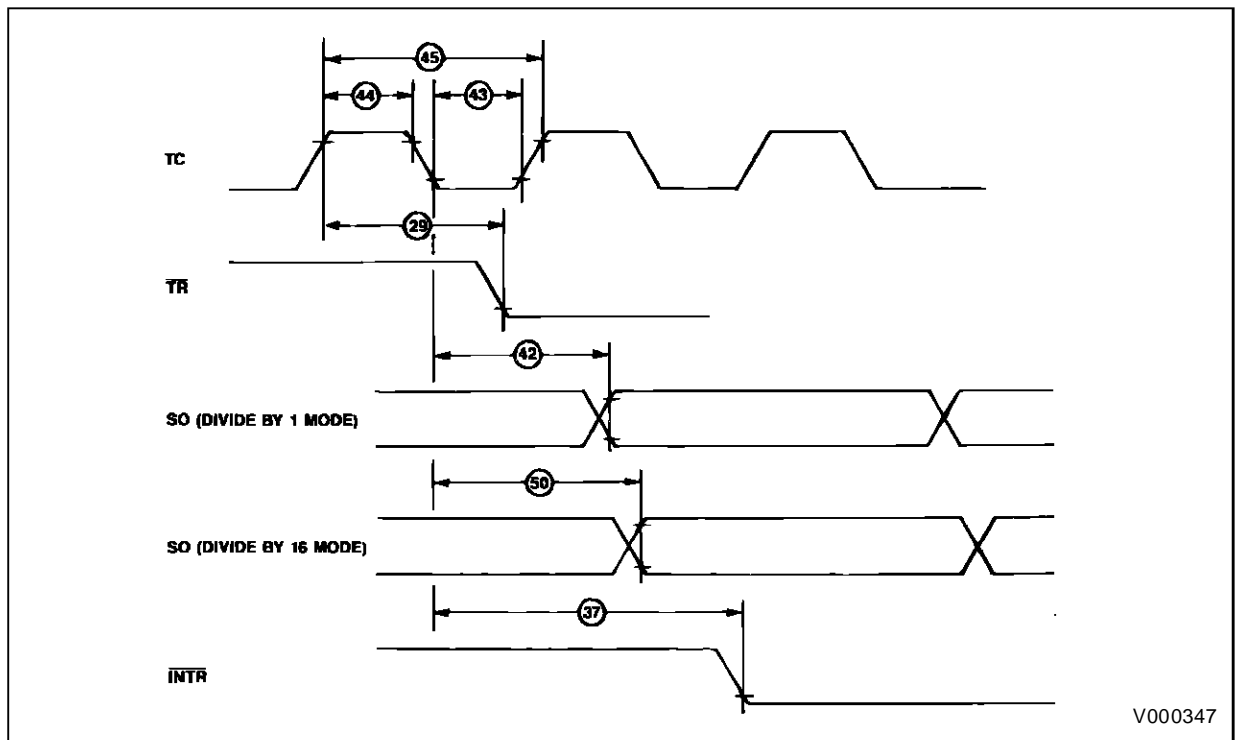 45
44
43
TC
29
TR
42
SO (DIVIDE BY 1 MODE)
50
SO (DIVIDE BY 16 MODE)
37
INTR
V000347